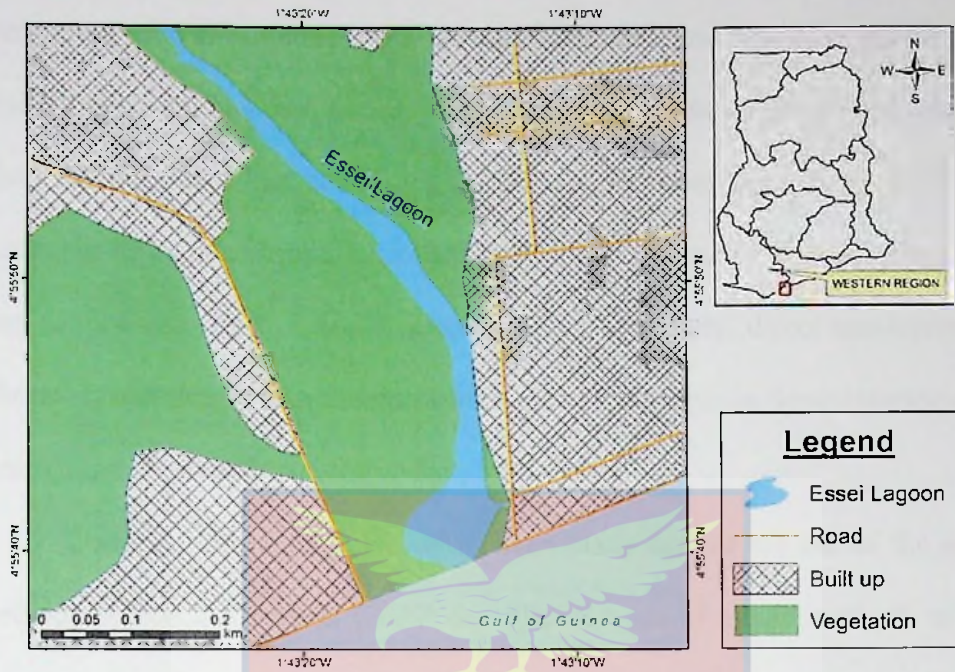 1°43'20"W
1°43'10"W
N
W E
S
Essei Lagoon
4°55'50"N
4°55'50"N
WESTERN REGION
Legend
Essei Lagoon
Road
Built up
Vegetation
4°55'40"N
4°55'40"N
0 0.05 0.1 0.2
km
Gulf of Guinea
1°43'20"W
1°43'10"W